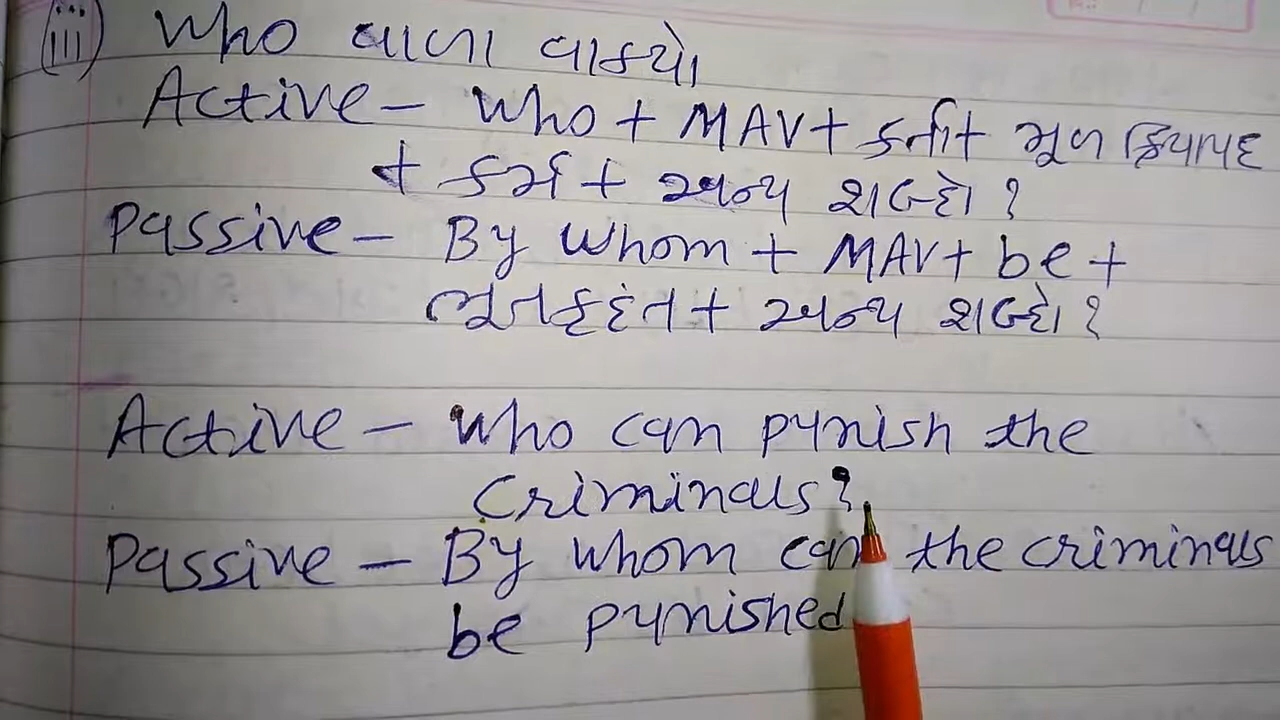 (iii) Who વાળા વાક્યો
Active – Who + MAV + કર્તા + મૂળ ક્રિયાપદ
+ કર્મ + અન્ય શબ્દો ?
Passive – By whom + MAV + be +
ભૂતકૃદંત + અન્ય શબ્દો ?
Active – Who can punish the
Criminals ?
Passive – By whom can the criminals
be punished